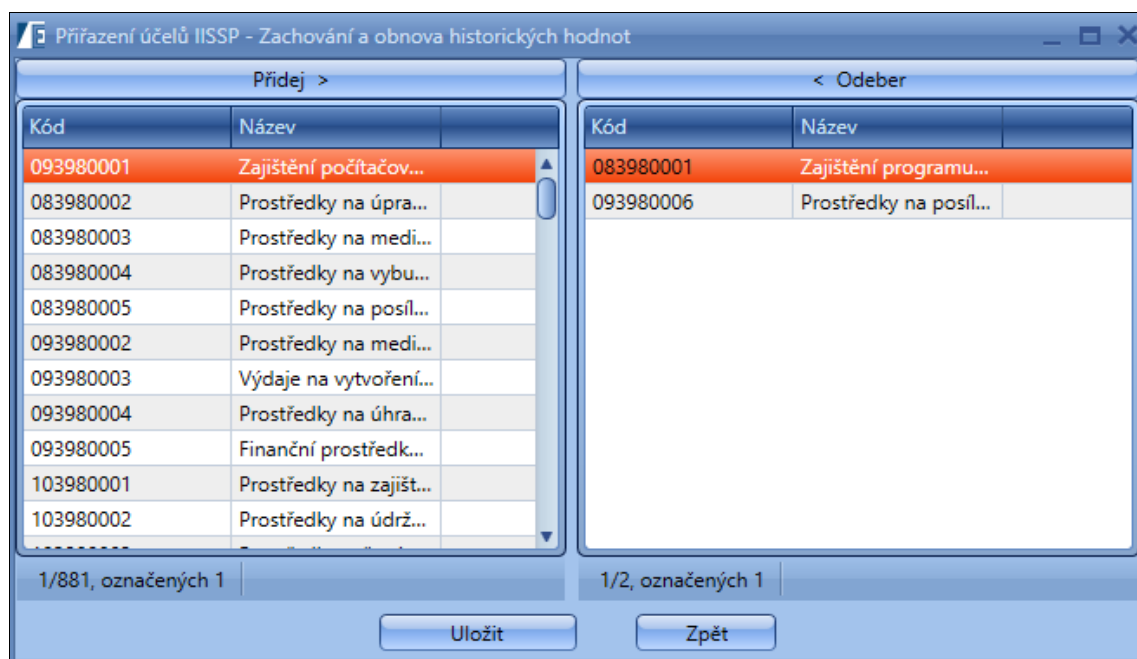 Přiřazení účelů IISSP - Zachování a obnova historických hodnot
Přidej >
< Odeber
Kód Název
093980001 Zajištění počítačov...
083980002 Prostředky na úpra...
083980003 Prostředky na medi...
083980004 Prostředky na vybu...
083980005 Prostředky na posíl...
093980002 Prostředky na medi...
093980003 Výdaje na vytvoření...
093980004 Prostředky na úhra...
093980005 Finanční prostředk...
103980001 Prostředky na zajišt...
103980002 Prostředky na údrž...
1/881, označených 1
Kód Název
083980001 Zajištění programu...
093980006 Prostředky na posíl...
1/2, označených 1
Uložit
Zpět